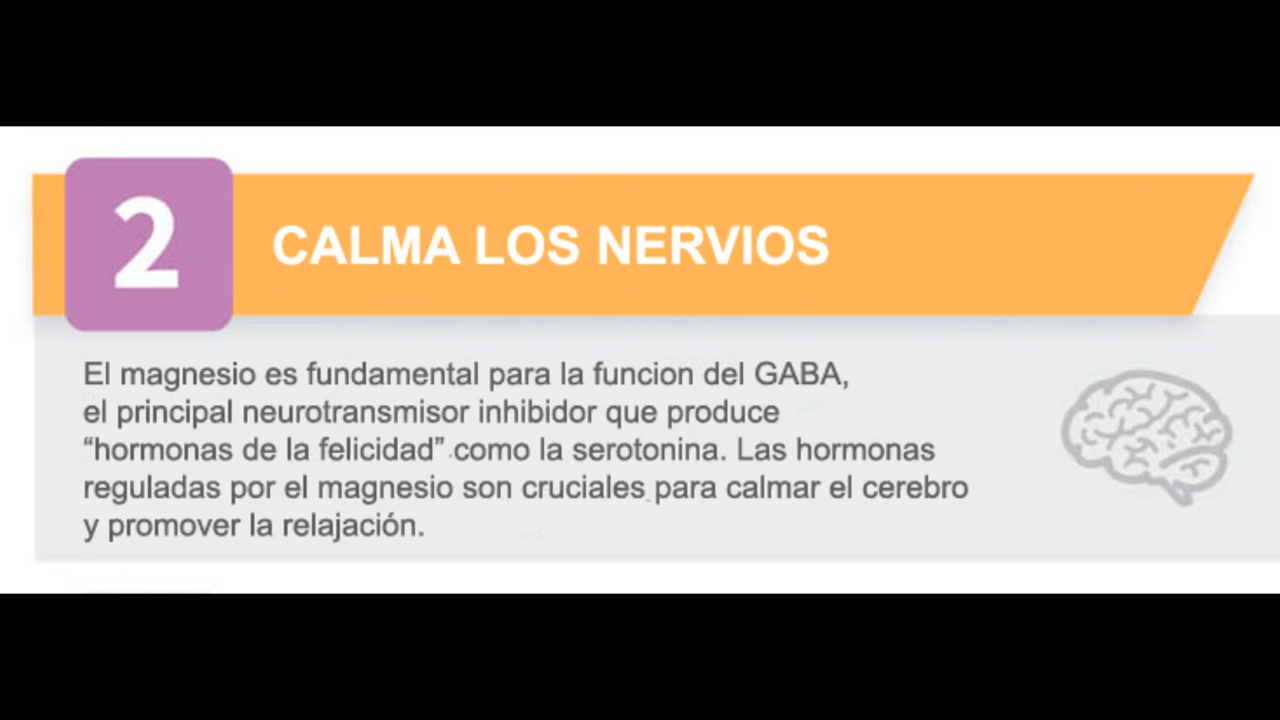 2
CALMA LOS NERVIOS
El magnesio es fundamental para la funcion del GABA,
el principal neurotransmisor inhibidor que produce
“hormonas de la felicidad” como la serotonina. Las hormonas
reguladas por el magnesio son cruciales para calmar el cerebro
y promover la relajación.